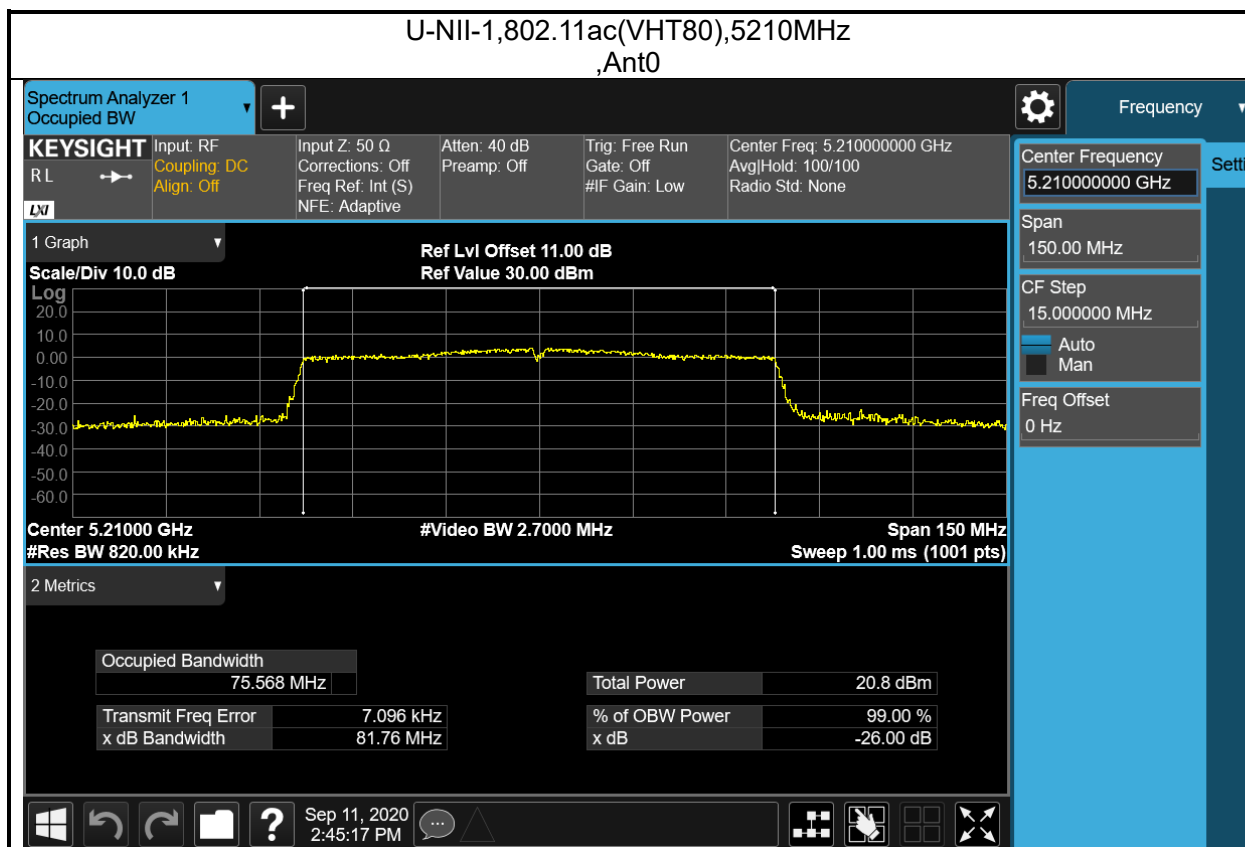 U-NII-1,802.11ac(VHT80),5210MHz
,Ant0
Spectrum Analyzer 1
Occupied BW
Frequency
KEYSIGHT
R L
LXI
Input: RF
Coupling: DC
Align: Off
Input Z: 50 Ω
Corrections: Off
Freq Ref: Int (S)
NFE: Adaptive
Atten: 40 dB
Preamp: Off
Trig: Free Run
Gate: Off
#IF Gain: Low
Center Freq: 5.210000000 GHz
Avg|Hold: 100/100
Radio Std: None
Center Frequency
5.210000000 GHz
Setti
Span
150.00 MHz
CF Step
15.000000 MHz
Auto
Man
Freq Offset
0 Hz
1 Graph
Scale/Div 10.0 dB
Ref Lvl Offset 11.00 dB
Ref Value 30.00 dBm
Log
20.0
10.0
0.00
-10.0
-20.0
-30.0
-40.0
-50.0
-60.0
Center 5.21000 GHz
#Video BW 2.7000 MHz
Span 150 MHz
#Res BW 820.00 kHz
Sweep 1.00 ms (1001 pts)
2 Metrics
Occupied Bandwidth
75.568 MHz
Total Power 20.8 dBm
Transmit Freq Error 7.096 kHz
% of OBW Power 99.00 %
x dB Bandwidth 81.76 MHz
x dB -26.00 dB
?
Sep 11, 2020
2:45:17 PM